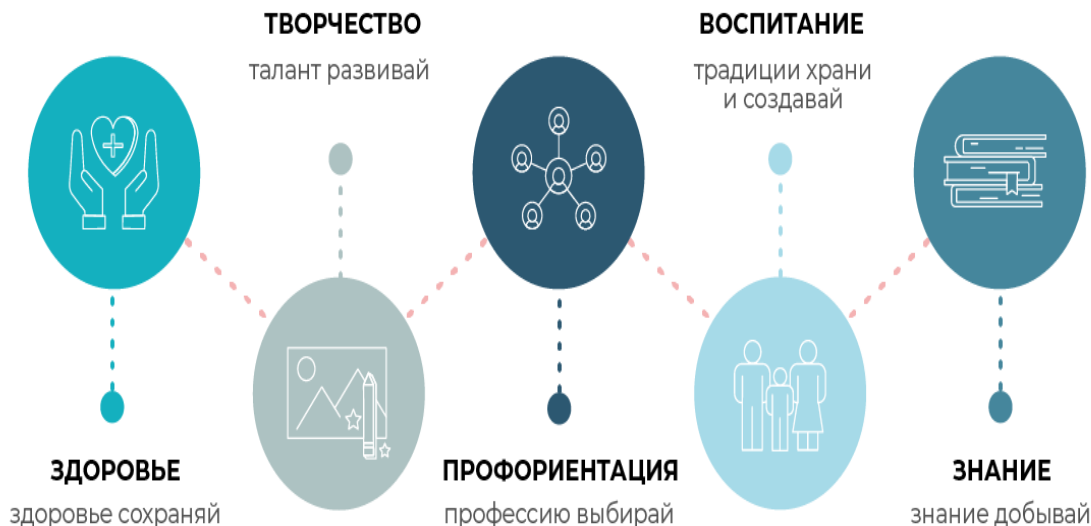 ТВОРЧЕСТВО
талант развивай
ВОСПИТАНИЕ
традиции храни
и создавай
ЗДОРОВЬЕ
здоровье сохраняй
ПРОФОРИЕНТАЦИЯ
профессию выбирай
ЗНАНИЕ
знание добывай